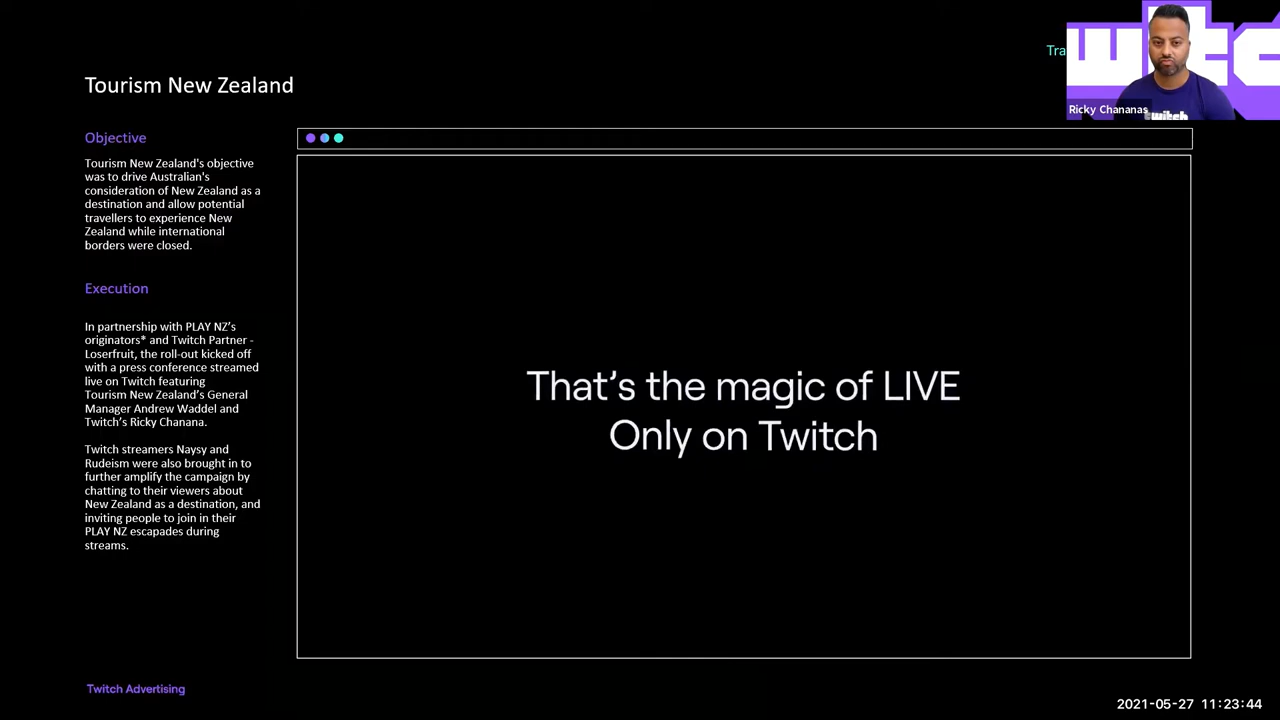 Tra
Tourism New Zealand
Ricky Chananas
twitch
Objective
Tourism New Zealand's objective
was to drive Australian's
consideration of New Zealand as a
destination and allow potential
travellers to experience New
Zealand while international
borders were closed.
Execution
In partnership with PLAY NZ’s
originators* and Twitch Partner -
Loserfruit, the roll-out kicked off
with a press conference streamed
live on Twitch featuring
Tourism New Zealand’s General
Manager Andrew Waddel and
Twitch’s Ricky Chanana.
Twitch streamers Naysy and
Rudeism were also brought in to
further amplify the campaign by
chatting to their viewers about
New Zealand as a destination, and
inviting people to join in their
PLAY NZ escapades during
streams.
That’s the magic of LIVE
Only on Twitch
Twitch Advertising
2021-05-27 11:23:44